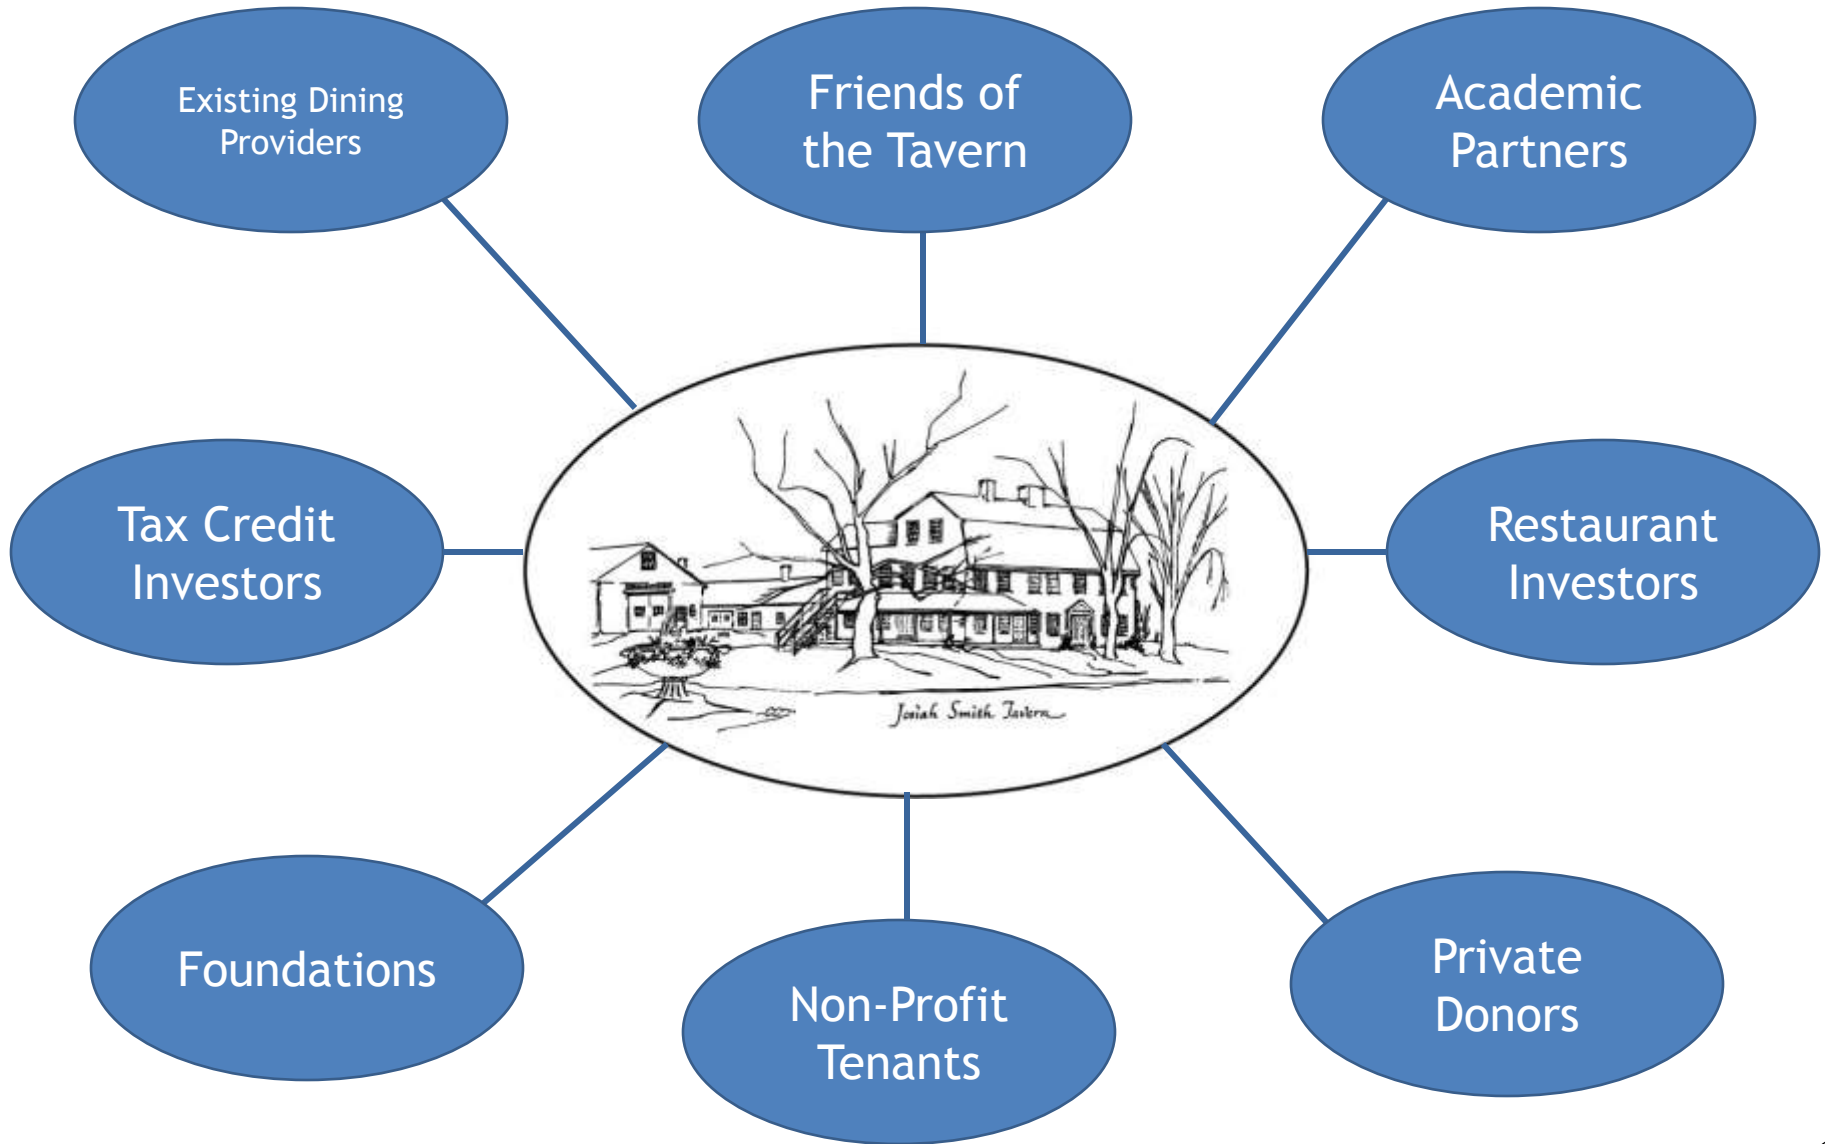 Existing Dining
Providers
Friends of
the Tavern
Academic
Partners
Tax Credit
Investors
Restaurant
Investors
Josiah Smith Tavern
Foundations
Non-Profit
Tenants
Private
Donors